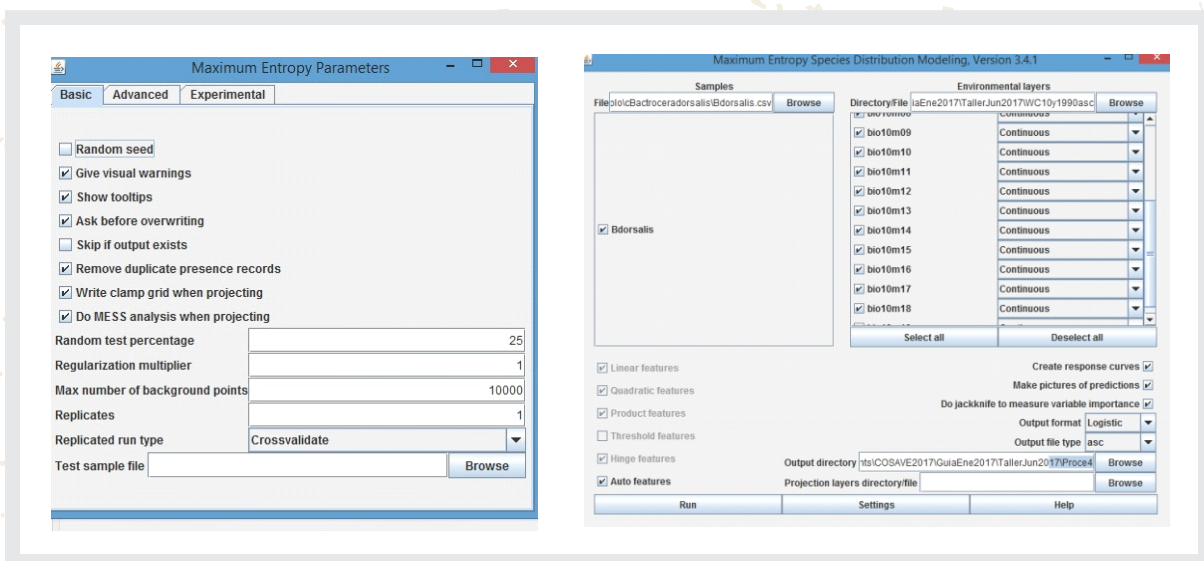 Maximum Entropy Parameters
Basic Advanced Experimental
Random seed
Give visual warnings
Show tooltips
Ask before overwriting
Skip if output exists
Remove duplicate presence records
Write clamp grid when projecting
Do MESS analysis when projecting
Random test percentage 25
Regularization multiplier 1
Max number of background points 10000
Replicates 1
Replicated run type Crossvalidate
Test sample file Browse
Maximum Entropy Species Distribution Modeling, Version 3.4.1
Samples
File plo\cBactroceradorsalis\Bdorsalis.csv Browse
Bdorsalis
Environmental layers
Directory/File iaEne2017\TallerJun2017\WC10y1990asc Browse
bio10m09 Continuous
bio10m10 Continuous
bio10m11 Continuous
bio10m12 Continuous
bio10m13 Continuous
bio10m14 Continuous
bio10m15 Continuous
bio10m16 Continuous
bio10m17 Continuous
bio10m18 Continuous
Select all Deselect all
Linear features
Quadratic features
Product features
Threshold features
Hinge features
Auto features
Create response curves
Make pictures of predictions
Do jackknife to measure variable importance
Output format Logistic
Output file type asc
Output directory nts\COSAVE2017\GuiaEne2017\TallerJun2017\Proce4 Browse
Projection layers directory/file Browse
Run Settings Help